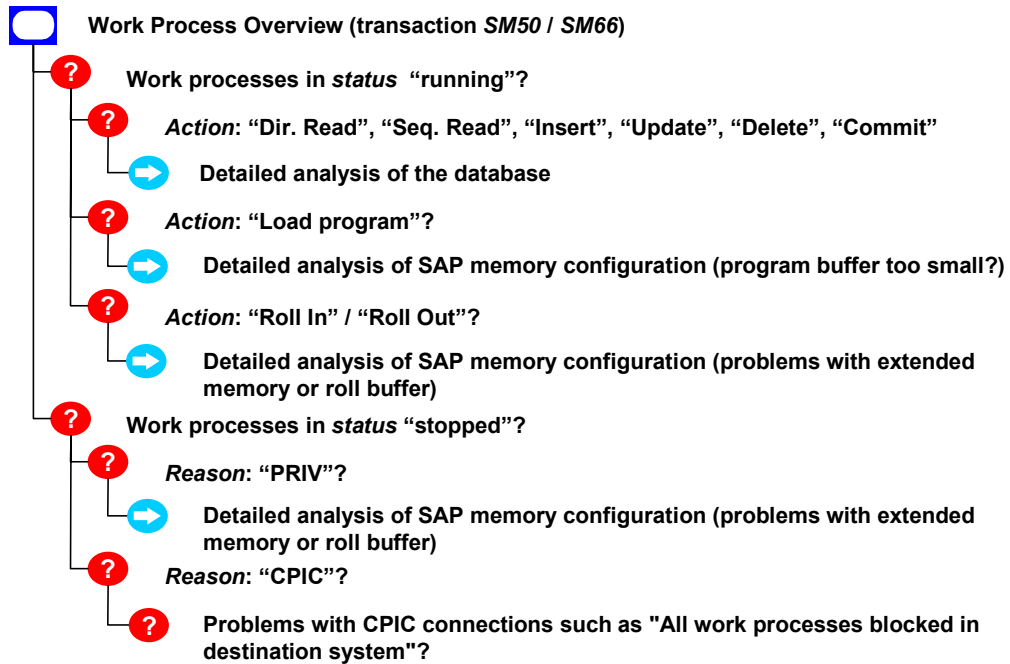 Work Process Overview (transaction SM50 / SM66)
? Work processes in status “running”?
? Action: “Dir. Read”, “Seq. Read”, “Insert”, “Update”, “Delete”, “Commit”
Detailed analysis of the database
? Action: “Load program”?
Detailed analysis of SAP memory configuration (program buffer too small?)
? Action: “Roll In” / “Roll Out”?
Detailed analysis of SAP memory configuration (problems with extended
memory or roll buffer)
? Work processes in status “stopped”?
? Reason: “PRIV”?
Detailed analysis of SAP memory configuration (problems with extended
memory or roll buffer)
? Reason: “CPIC”?
? Problems with CPIC connections such as "All work processes blocked in
destination system"?